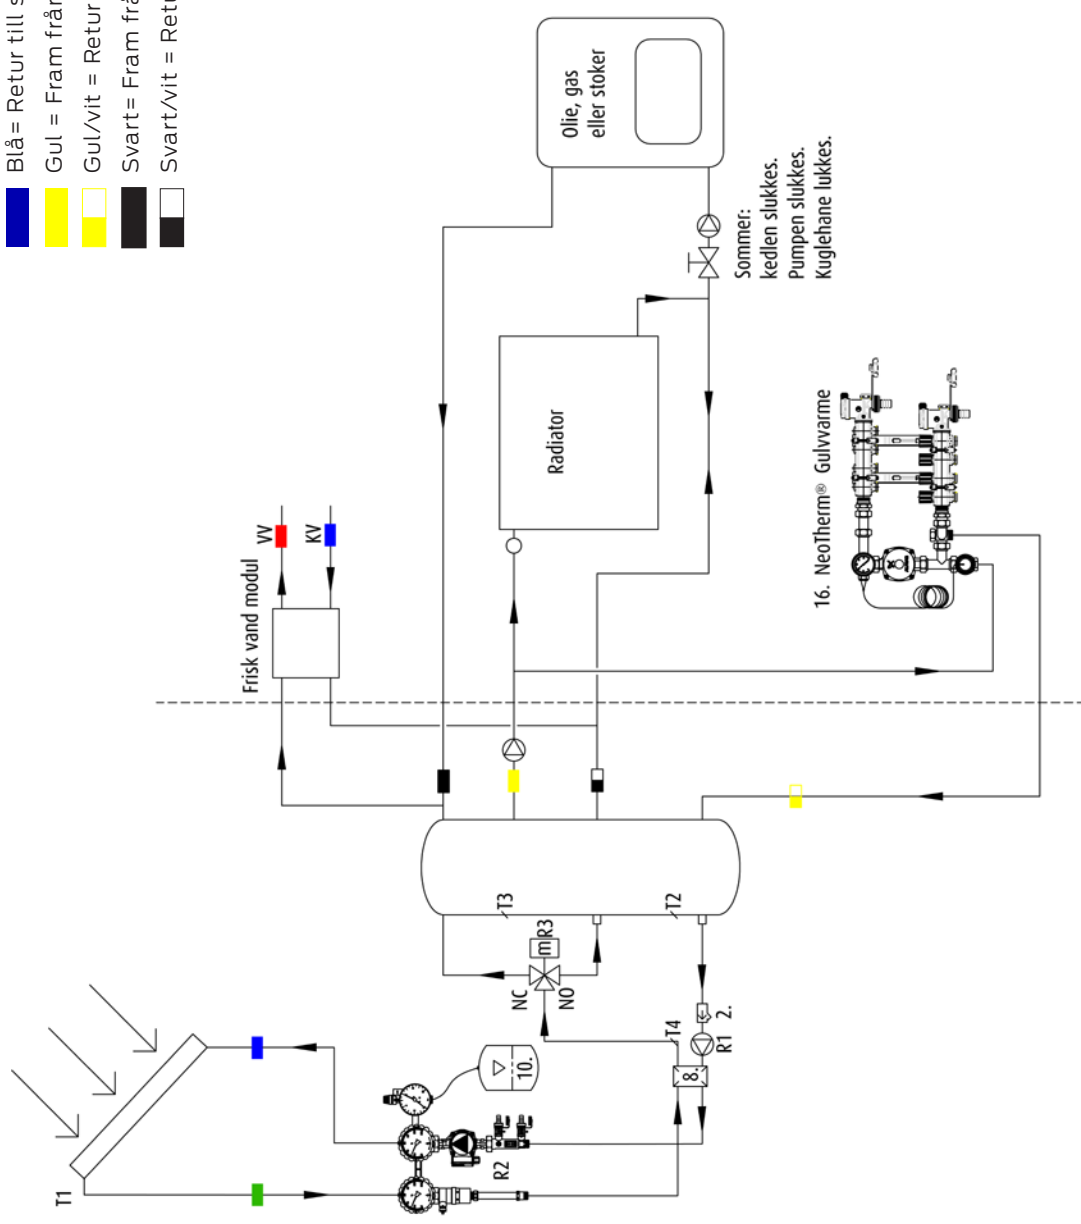 Blå= Retur till s
Gul = Fram från
Gul/vit = Retur
Svart= Fram frå
Svart/vit = Retu
Olie, gas
eller stoker
Sommer:
kedlen slukkes.
Pumpen slukkes.
Kuglehane lukkes.
Radiator
16. NeoTherm® Gulvvarme
VV
KV
Frisk vand modul
T3
T2
mR3
NC
NO
2.
T4
R1
8.
10.
R2
T1